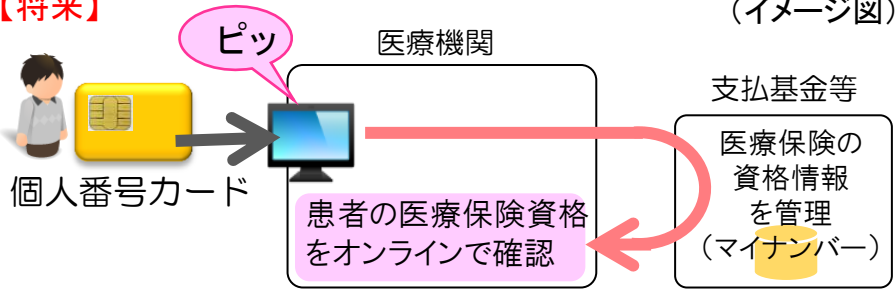 【将来】
(イメージ図)
ピッ
医療機関
支払基金等
個人番号カード
患者の医療保険資格
をオンラインで確認
医療保険の
資格情報
を管理
(マイナンバー)